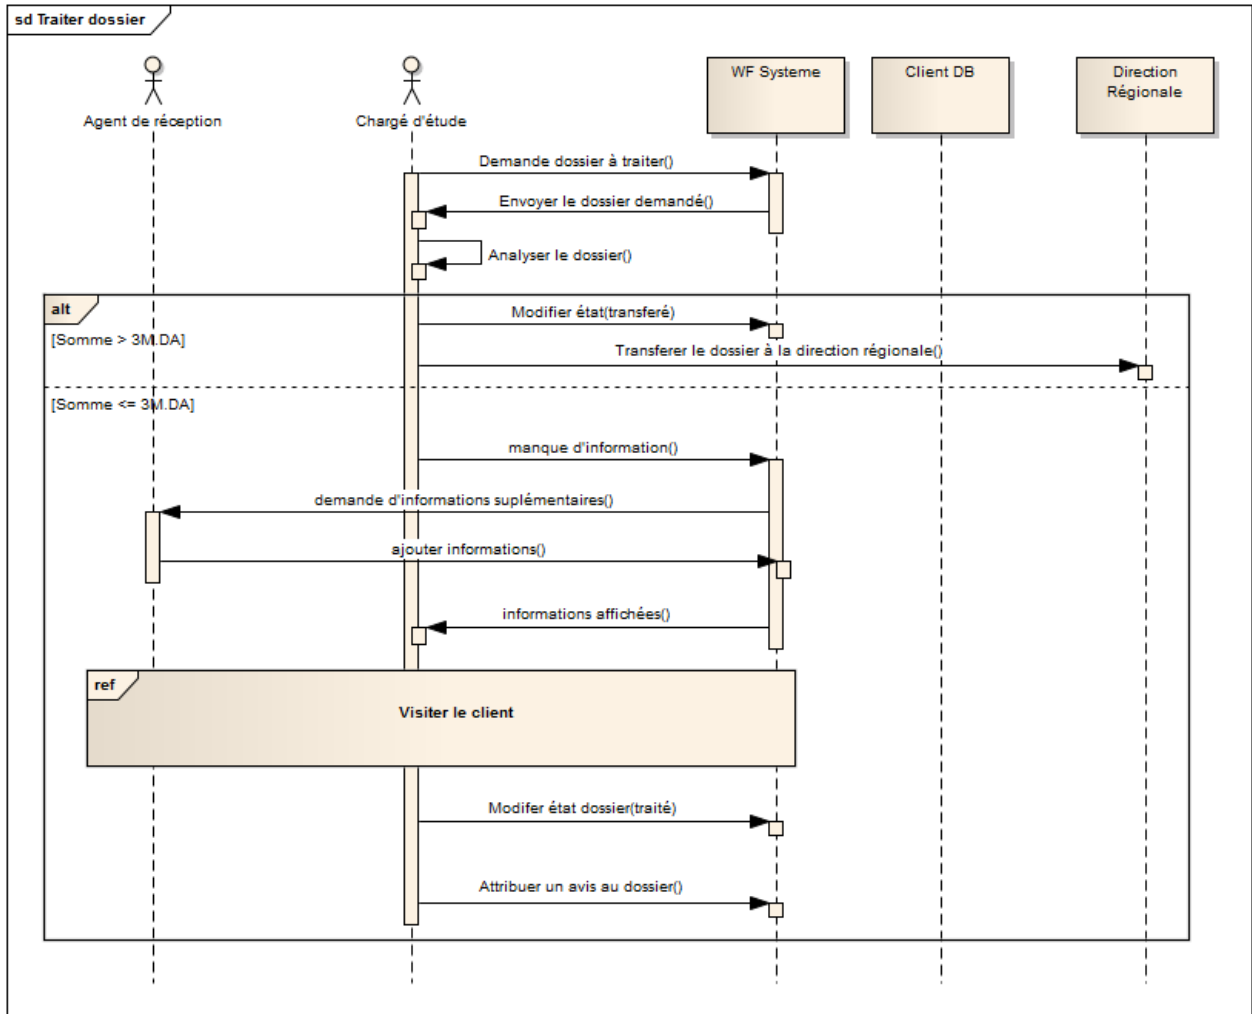 sd Traiter dossier
Agent de réception
Chargé d'étude
WF Systeme
Client DB
Direction
Régionale
Demande dossier à traiter()
Envoyer le dossier demandé()
Analyser le dossier()
alt
Modifier état(transferé)
[Somme > 3M.DA]
Transferer le dossier à la direction régionale()
[Somme <= 3M.DA]
manque d'information()
demande d'informations suplémentaires()
ajouter informations()
informations affichées()
ref
Visiter le client
Modifer état dossier(traité)
Attribuer un avis au dossier()